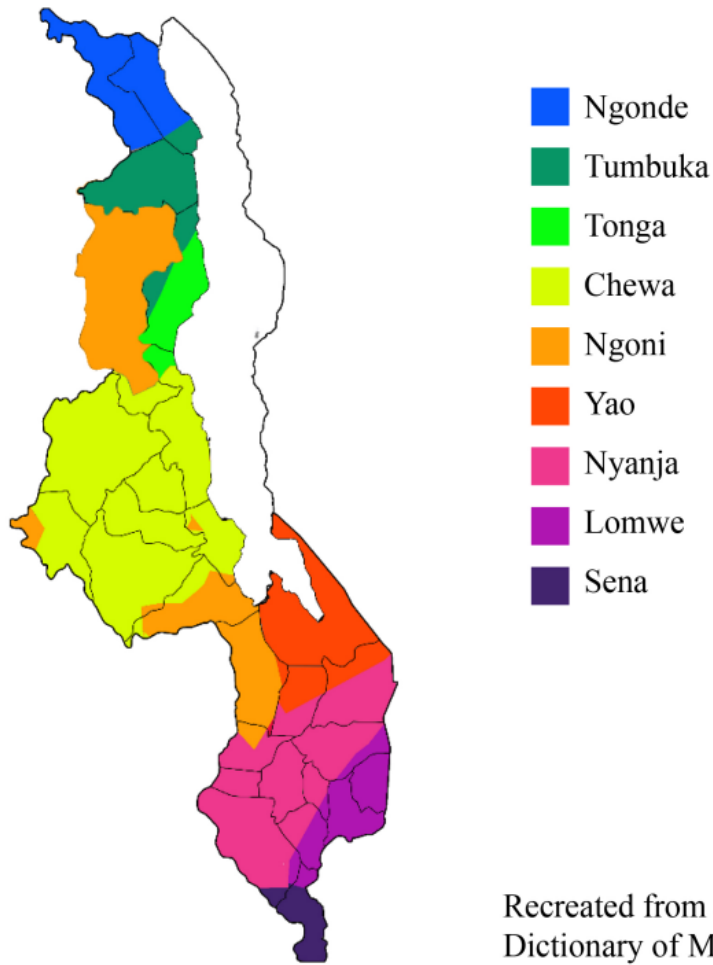 Ngonde
Tumbuka
Tonga
Chewa
Ngoni
Yao
Nyanja
Lomwe
Sena
Recreated from
Dictionary of M